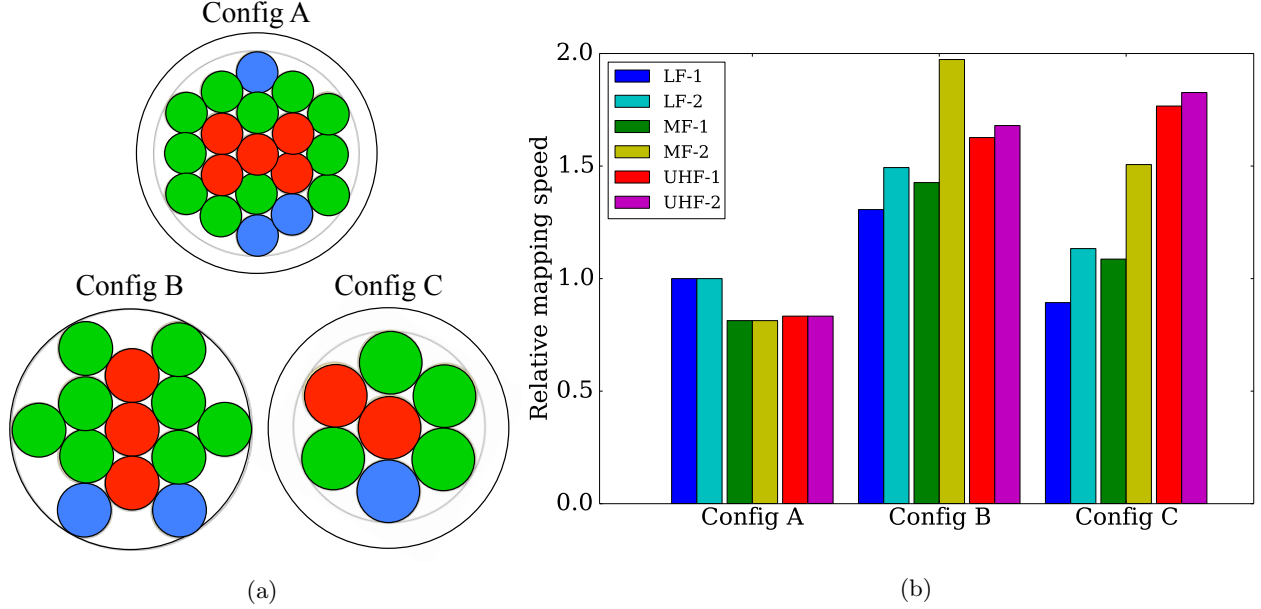 Config A
Config B
Config C
(a)
Relative mapping speed
2.0
1.5
1.0
0.5
0.0
LF-1
LF-2
MF-1
MF-2
UHF-1
UHF-2
Config A
Config B
Config C
(b)